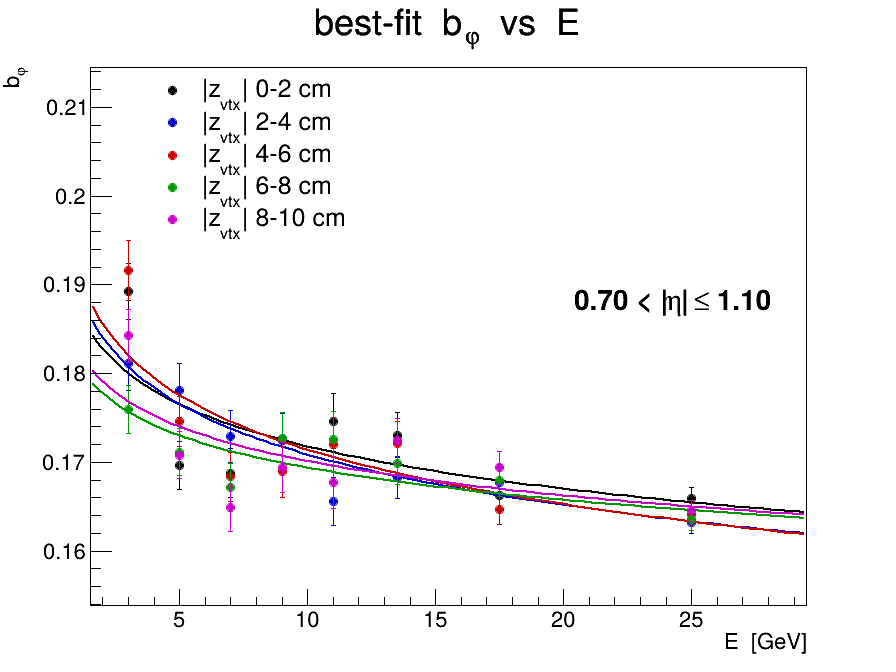 best-fit b_φ vs E
b_φ
|z_vtx| 0-2 cm
|z_vtx| 2-4 cm
|z_vtx| 4-6 cm
|z_vtx| 6-8 cm
|z_vtx| 8-10 cm
0.70 < |η| ≤ 1.10
0.21
0.2
0.19
0.18
0.17
0.16
5 10 15 20 25
E [GeV]